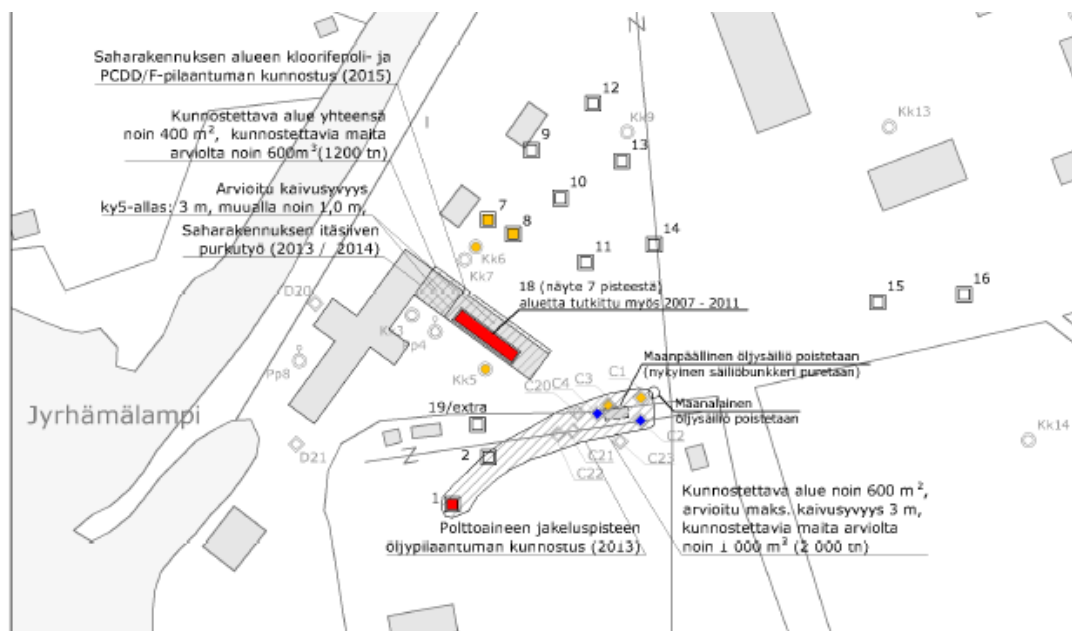 Saharakennuksen alueen kloorifenoli- ja
PCDD/F-pilaantuman kunnostus (2015)
Kunnostettava alue yhteensä
noin 400 m², kunnostettavia maita
arviolta noin 600m³(1200 tn)
Arvioitu kaivusyvyys
ky5-allas: 3 m, muualla noin 1,0 m,
Saharakennuksen itäsiiven
purkutyö (2013 / 2014)
N
12
Kk9
Kk13
9
13
10
7
8
14
11
Kk6
Kk7
15
16
18 (näyte 7 pisteestä)
aluetta tutkittu myös 2007 - 2011
D20
Pp4
Pp8
Kk5
Maanpäällinen öljysäiliö poistetaan
(nykyinen säiliöbunkkeri puretaan)
C20
C4
C3
C1
Maanalainen
öljysäiliö poistetaan
Jyrhämälampi
19/extra
C2
Kk14
D21
2
N
C21
C23
C22
1
Kunnostettava alue noin 600 m²,
arvioitu maks. kaivusyvyys 3 m,
kunnostettavia maita arviolta
noin 1 000 m³ (2 000 tn)
Polttoaineen jakelupisteen
öljypilaantuman kunnostus (2013)